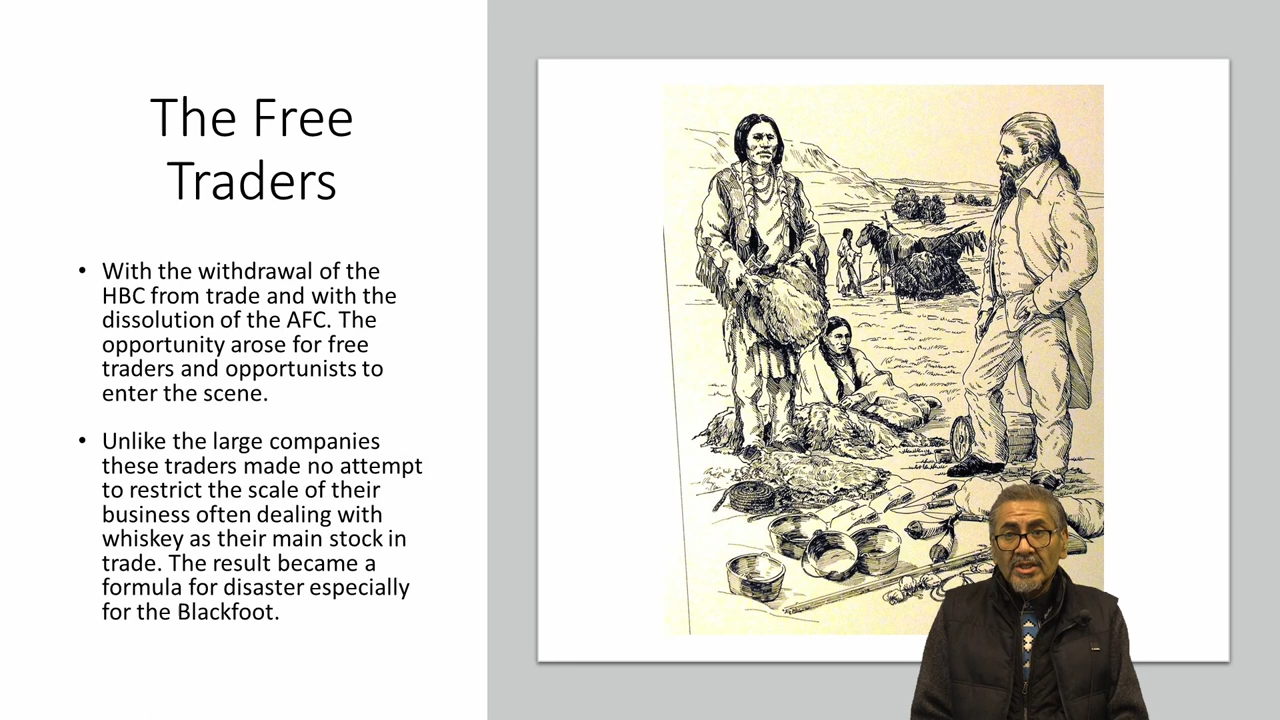 The Free
Traders
• With the withdrawal of the
HBC from trade and with the
dissolution of the AFC. The
opportunity arose for free
traders and opportunists to
enter the scene.
• Unlike the large companies
these traders made no attempt
to restrict the scale of their
business often dealing with
whiskey as their main stock in
trade. The result became a
formula for disaster especially
for the Blackfoot.